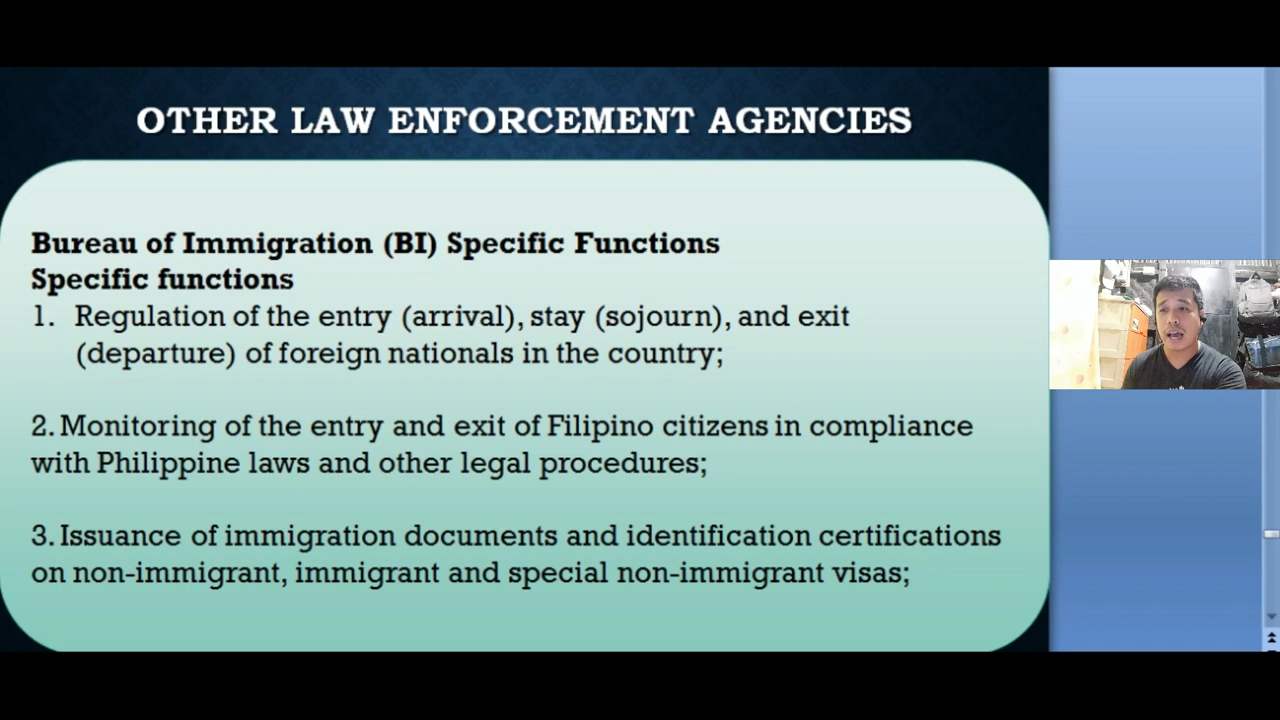 OTHER LAW ENFORCEMENT AGENCIES
Bureau of Immigration (BI) Specific Functions
Specific functions
1. Regulation of the entry (arrival), stay (sojourn), and exit
(departure) of foreign nationals in the country;
2. Monitoring of the entry and exit of Filipino citizens in compliance
with Philippine laws and other legal procedures;
3. Issuance of immigration documents and identification certifications
on non-immigrant, immigrant and special non-immigrant visas;